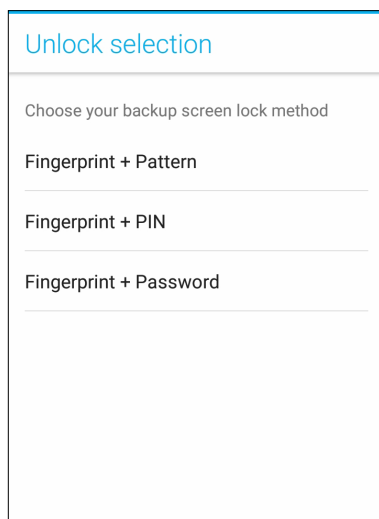 Unlock selection
Choose your backup screen lock method
Fingerprint + Pattern
Fingerprint + PIN
Fingerprint + Password